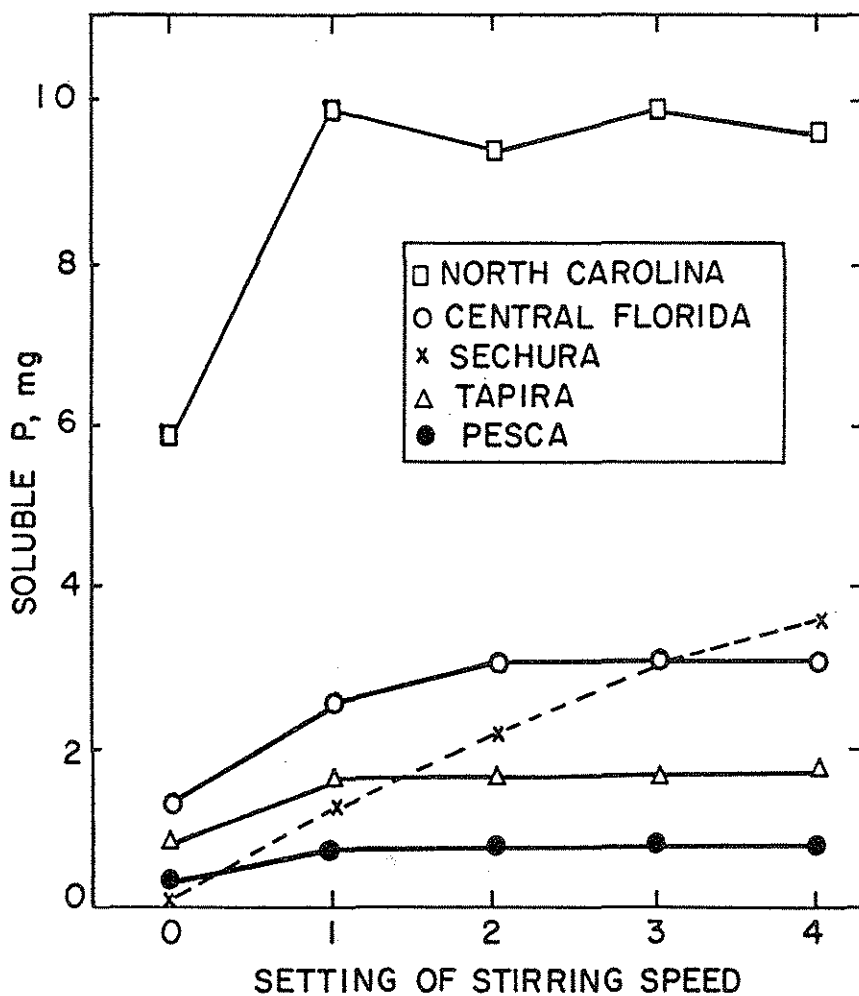 10
8
6
4
2
0
SOLUBLE P, mg
□ NORTH CAROLINA
○ CENTRAL FLORIDA
x SECHURA
△ TAPIRA
● PESCA
0 1 2 3 4
SETTING OF STIRRING SPEED